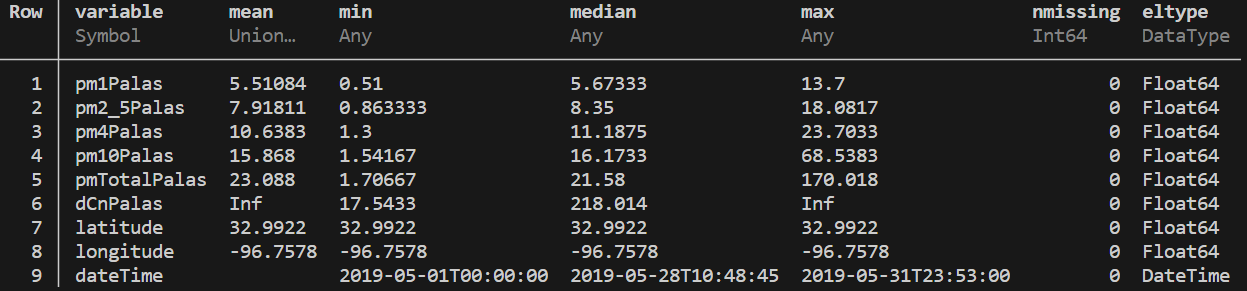 Row variable mean min median max nmissing eltype
Symbol Union… Any Any Any Int64 DataType
1 pm1Palas 5.51084 0.51 5.67333 13.7 0 Float64
2 pm2_5Palas 7.91811 0.863333 8.35 18.0817 0 Float64
3 pm4Palas 10.6383 1.3 11.1875 23.7033 0 Float64
4 pm10Palas 15.868 1.54167 16.1733 68.5383 0 Float64
5 pmTotalPalas 23.088 1.70667 21.58 170.018 0 Float64
6 dCnPalas Inf 17.5433 218.014 Inf 0 Float64
7 latitude 32.9922 32.9922 32.9922 32.9922 0 Float64
8 longitude -96.7578 -96.7578 -96.7578 -96.7578 0 Float64
9 dateTime 2019-05-01T00:00:00 2019-05-28T10:48:45 2019-05-31T23:53:00 0 DateTime